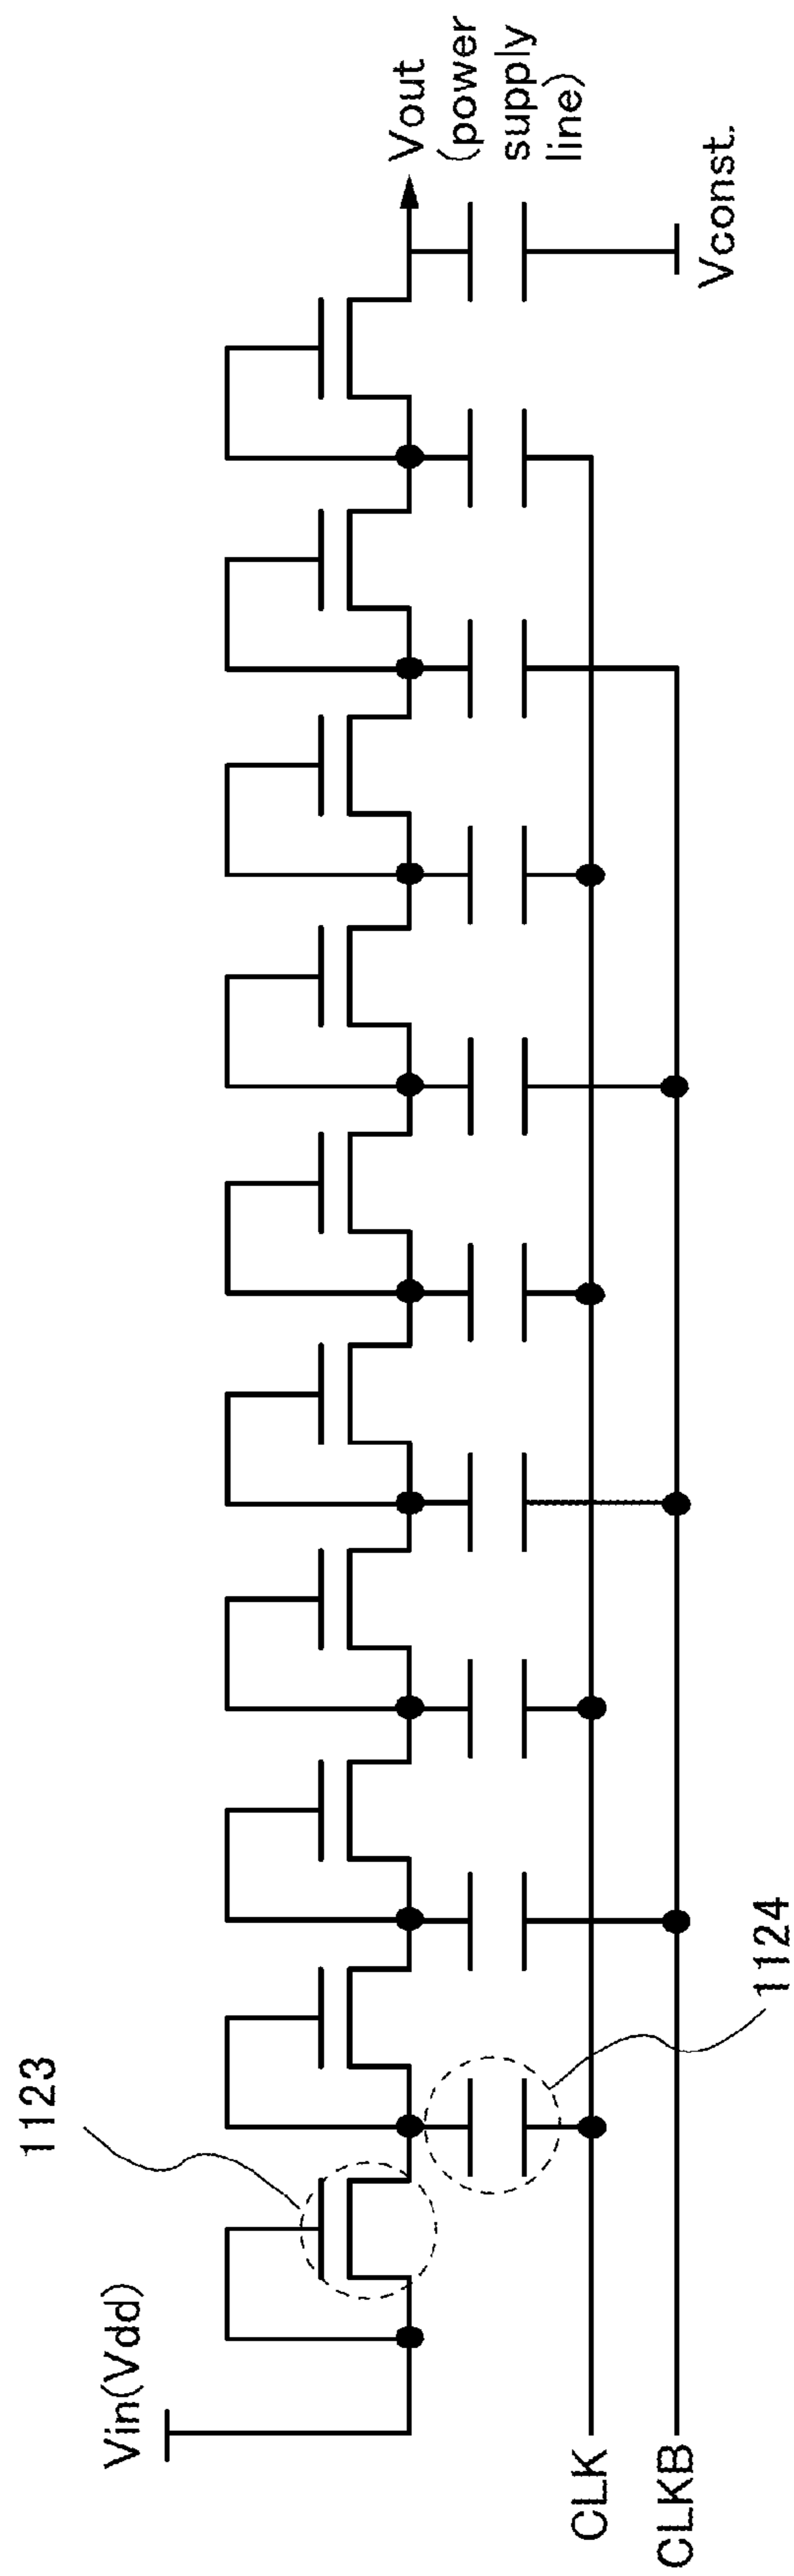 Vin(Vdd)
1123
Vout
(power
supply
line)
1124
CLK
CLKB
Vconst.